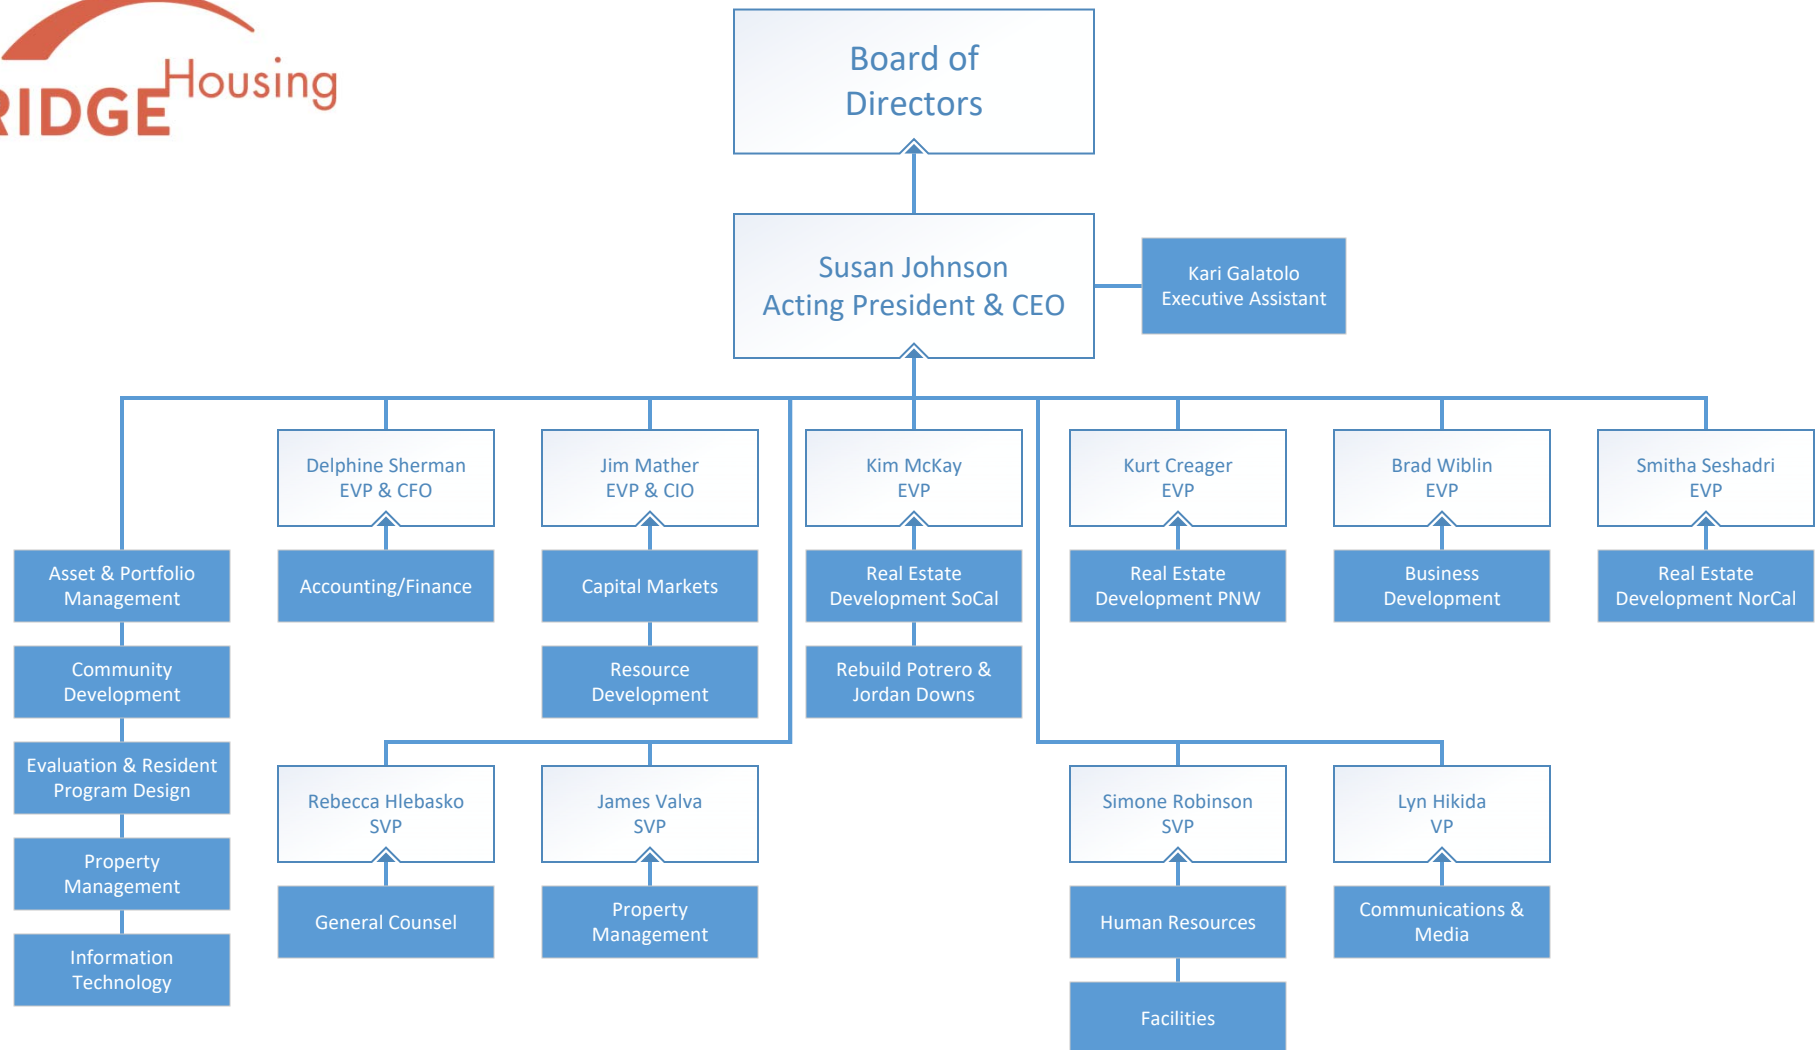 Housing
RIDGE
Board of
Directors
Susan Johnson
Acting President & CEO
Kari Galatolo
Executive Assistant
Delphine Sherman
EVP & CFO
Jim Mather
EVP & CIO
Kim McKay
EVP
Kurt Creager
EVP
Brad Wiblin
EVP
Smitha Seshadri
EVP
Asset & Portfolio
Management
Accounting/Finance
Capital Markets
Real Estate
Development SoCal
Real Estate
Development PNW
Business
Development
Real Estate
Development NorCal
Community
Development
Resource
Development
Rebuild Potrero &
Jordan Downs
Evaluation & Resident
Program Design
Rebecca Hlebasko
SVP
James Valva
SVP
Simone Robinson
SVP
Lyn Hikida
VP
Property
Management
General Counsel
Property
Management
Human Resources
Communications &
Media
Information
Technology
Facilities